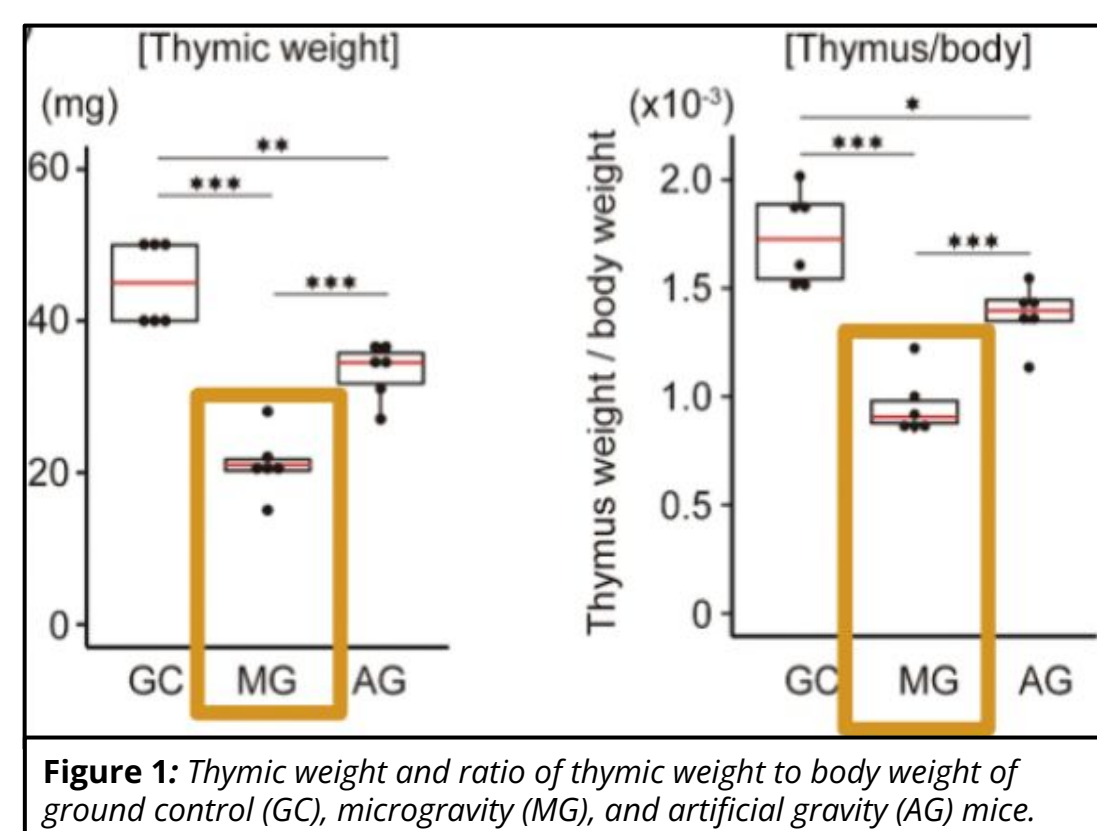 [Thymic weight]
(mg)
**
60
***
***
40
20
0
GC MG AG
[Thymus/body]
(x10-3)
*
***
2.0
***
1.5
1.0
0.5
0
Thymus weight / body weight
GC MG AG
Figure 1: Thymic weight and ratio of thymic weight to body weight of
ground control (GC), microgravity (MG), and artificial gravity (AG) mice.